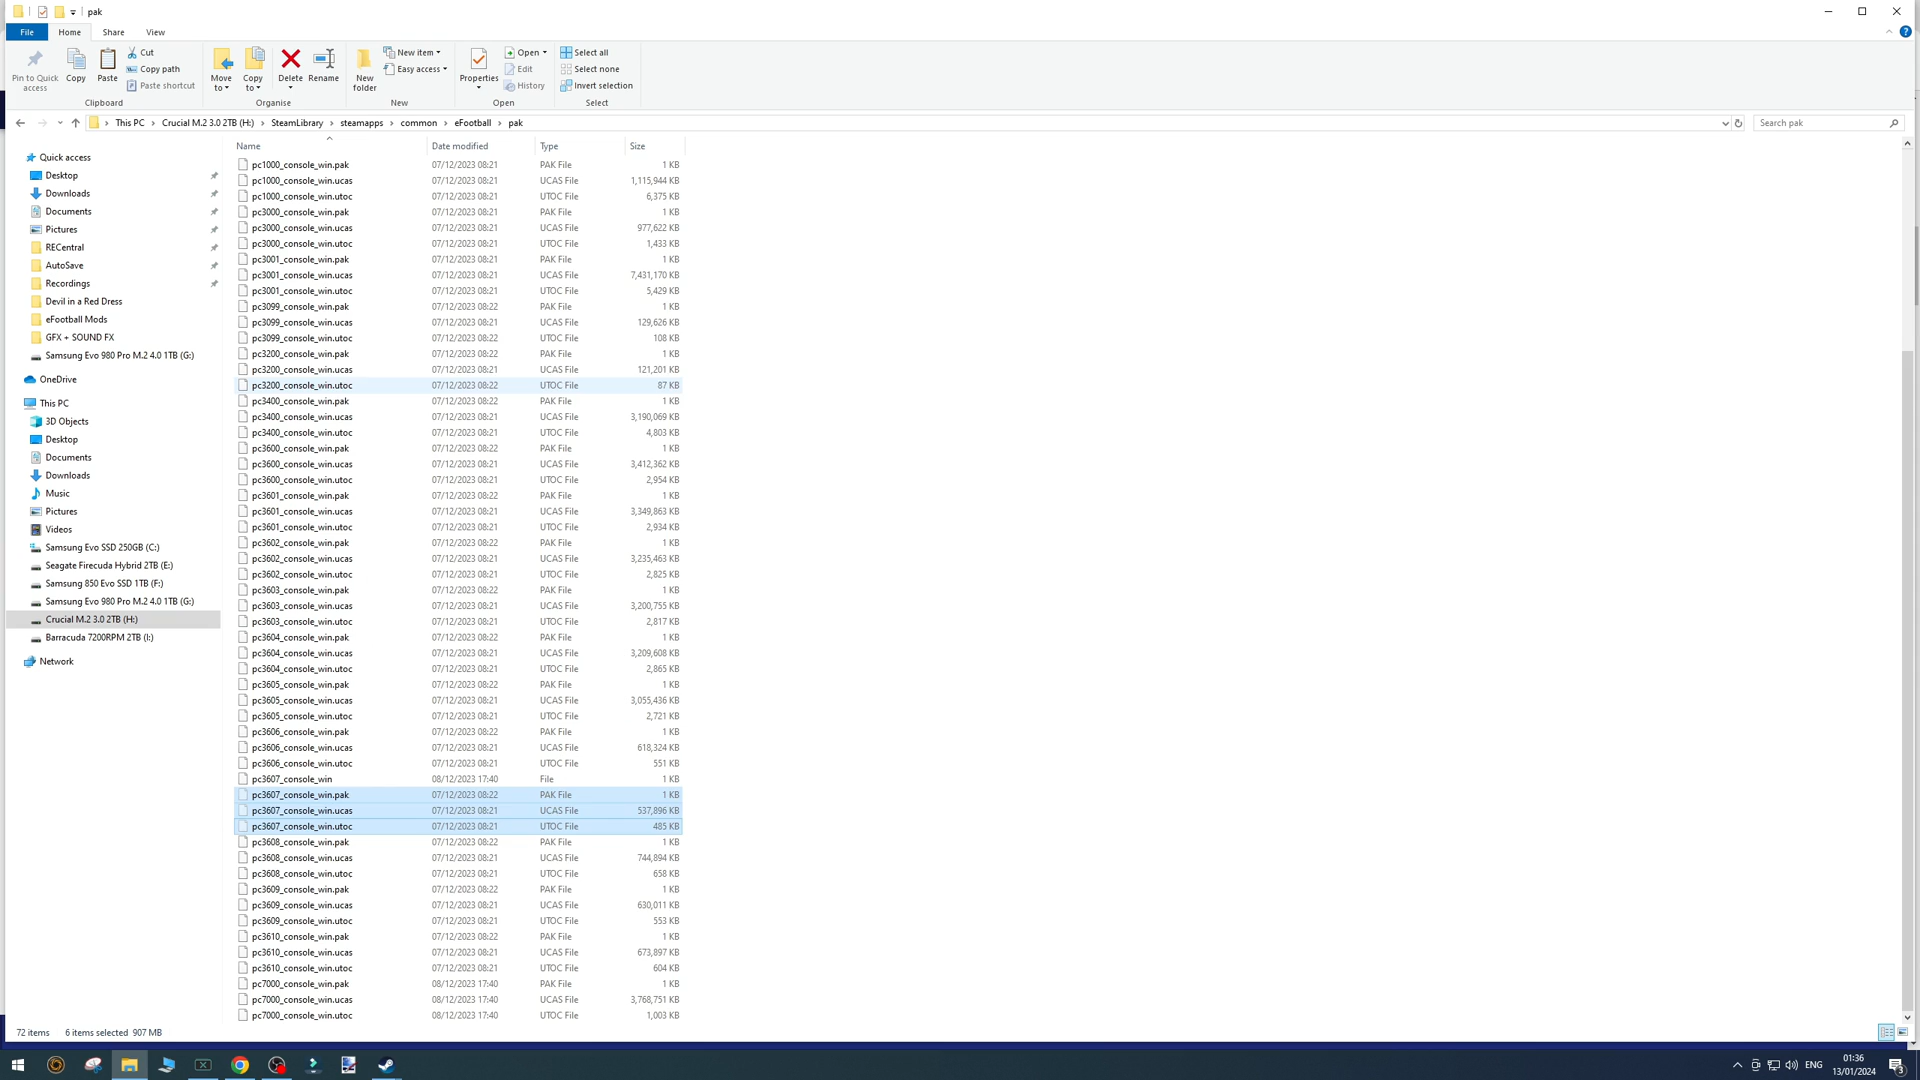 pak
File Home Share View
Pin to Quick access
Copy
Paste
Cut
Copy path
Paste shortcut
Clipboard
Move to
Copy to
Delete
Rename
Organise
New folder
New item
Easy access
New
Properties
Open
Edit
History
Open
Select all
Select none
Invert selection
Select
This PC > Crucial M.2 3.0 2TB (H:) > SteamLibrary > steamapps > common > eFootball > pak
Search pak
Quick access
Desktop
Downloads
Documents
Pictures
RECentral
AutoSave
Recordings
Devil in a Red Dress
eFootball Mods
GFX + SOUND FX
Samsung Evo 980 Pro M.2 4.0 1TB (G:)
OneDrive
This PC
3D Objects
Desktop
Documents
Downloads
Music
Pictures
Videos
Samsung Evo SSD 250GB (C:)
Seagate Firecuda Hybrid 2TB (E:)
Samsung 850 Evo SSD 1TB (F:)
Samsung Evo 980 Pro M.2 4.0 1TB (G:)
Crucial M.2 3.0 2TB (H:)
Barracuda 7200RPM 2TB (I:)
Network
Name Date modified Type Size
pc1000_console_win.pak 07/12/2023 08:21 PAK File 1 KB
pc1000_console_win.ucas 07/12/2023 08:21 UCAS File 1,115,944 KB
pc1000_console_win.utoc 07/12/2023 08:21 UTOC File 6,375 KB
pc3000_console_win.pak 07/12/2023 08:21 PAK File 1 KB
pc3000_console_win.ucas 07/12/2023 08:21 UCAS File 977,622 KB
pc3000_console_win.utoc 07/12/2023 08:21 UTOC File 1,433 KB
pc3001_console_win.pak 07/12/2023 08:21 PAK File 1 KB
pc3001_console_win.ucas 07/12/2023 08:21 UCAS File 7,431,170 KB
pc3001_console_win.utoc 07/12/2023 08:21 UTOC File 5,429 KB
pc3099_console_win.pak 07/12/2023 08:22 PAK File 1 KB
pc3099_console_win.ucas 07/12/2023 08:21 UCAS File 129,626 KB
pc3099_console_win.utoc 07/12/2023 08:22 UTOC File 108 KB
pc3200_console_win.pak 07/12/2023 08:22 PAK File 1 KB
pc3200_console_win.ucas 07/12/2023 08:21 UCAS File 121,201 KB
pc3200_console_win.utoc 07/12/2023 08:22 UTOC File 87 KB
pc3400_console_win.pak 07/12/2023 08:22 PAK File 1 KB
pc3400_console_win.ucas 07/12/2023 08:21 UCAS File 3,190,069 KB
pc3400_console_win.utoc 07/12/2023 08:21 UTOC File 4,803 KB
pc3600_console_win.pak 07/12/2023 08:22 PAK File 1 KB
pc3600_console_win.ucas 07/12/2023 08:21 UCAS File 3,412,362 KB
pc3600_console_win.utoc 07/12/2023 08:21 UTOC File 2,954 KB
pc3601_console_win.pak 07/12/2023 08:22 PAK File 1 KB
pc3601_console_win.ucas 07/12/2023 08:21 UCAS File 3,349,863 KB
pc3601_console_win.utoc 07/12/2023 08:21 UTOC File 2,934 KB
pc3602_console_win.pak 07/12/2023 08:22 PAK File 1 KB
pc3602_console_win.ucas 07/12/2023 08:21 UCAS File 3,235,463 KB
pc3602_console_win.utoc 07/12/2023 08:21 UTOC File 2,825 KB
pc3603_console_win.pak 07/12/2023 08:22 PAK File 1 KB
pc3603_console_win.ucas 07/12/2023 08:21 UCAS File 3,200,755 KB
pc3603_console_win.utoc 07/12/2023 08:21 UTOC File 2,817 KB
pc3604_console_win.pak 07/12/2023 08:22 PAK File 1 KB
pc3604_console_win.ucas 07/12/2023 08:21 UCAS File 3,209,608 KB
pc3604_console_win.utoc 07/12/2023 08:21 UTOC File 2,865 KB
pc3605_console_win.pak 07/12/2023 08:22 PAK File 1 KB
pc3605_console_win.ucas 07/12/2023 08:21 UCAS File 3,055,436 KB
pc3605_console_win.utoc 07/12/2023 08:21 UTOC File 2,721 KB
pc3606_console_win.pak 07/12/2023 08:22 PAK File 1 KB
pc3606_console_win.ucas 07/12/2023 08:21 UCAS File 618,324 KB
pc3606_console_win.utoc 07/12/2023 08:21 UTOC File 551 KB
pc3607_console_win 08/12/2023 17:40 File 1 KB
pc3607_console_win.pak 07/12/2023 08:22 PAK File 1 KB
pc3607_console_win.ucas 07/12/2023 08:21 UCAS File 537,896 KB
pc3607_console_win.utoc 07/12/2023 08:21 UTOC File 485 KB
pc3608_console_win.pak 07/12/2023 08:22 PAK File 1 KB
pc3608_console_win.ucas 07/12/2023 08:21 UCAS File 744,894 KB
pc3608_console_win.utoc 07/12/2023 08:21 UTOC File 658 KB
pc3609_console_win.pak 07/12/2023 08:22 PAK File 1 KB
pc3609_console_win.ucas 07/12/2023 08:21 UCAS File 630,011 KB
pc3609_console_win.utoc 07/12/2023 08:21 UTOC File 553 KB
pc3610_console_win.pak 07/12/2023 08:22 PAK File 1 KB
pc3610_console_win.ucas 07/12/2023 08:21 UCAS File 673,897 KB
pc3610_console_win.utoc 07/12/2023 08:21 UTOC File 604 KB
pc7000_console_win.pak 08/12/2023 17:40 PAK File 1 KB
pc7000_console_win.ucas 08/12/2023 17:40 UCAS File 3,768,751 KB
pc7000_console_win.utoc 08/12/2023 17:40 UTOC File 1,003 KB
72 items 6 items selected 907 MB
ENG
01:36
13/01/2024
3